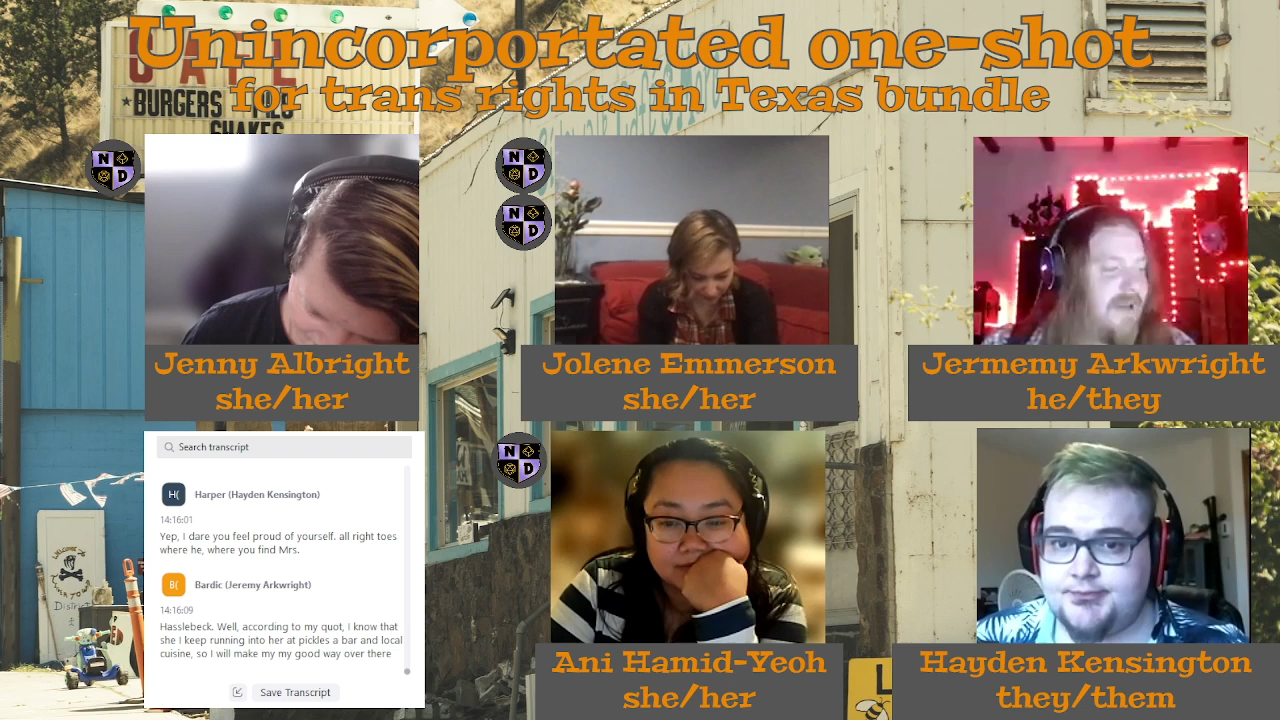 Unincorportated one-shot
for trans rights in Texas bundle
CAFE
★BURGERS PIES
SHAKES
N
D
N
D
N
D
Jenny Albright
she/her
Jolene Emmerson
she/her
Jermemy Arkwright
he/they
Search transcript
H( Harper (Hayden Kensington)
14:16:01
Yep, I dare you feel proud of yourself. all right toes
where he, where you find Mrs.
B( Bardic (Jeremy Arkwright)
14:16:09
Hasslebeck. Well, according to my quot, I know that
she I keep running into her at pickles a bar and local
cuisine, so I will make my my good way over there
Save Transcript
WELCOME
District
N
D
Ani Hamid-Yeoh
she/her
L
Hayden Kensington
they/them